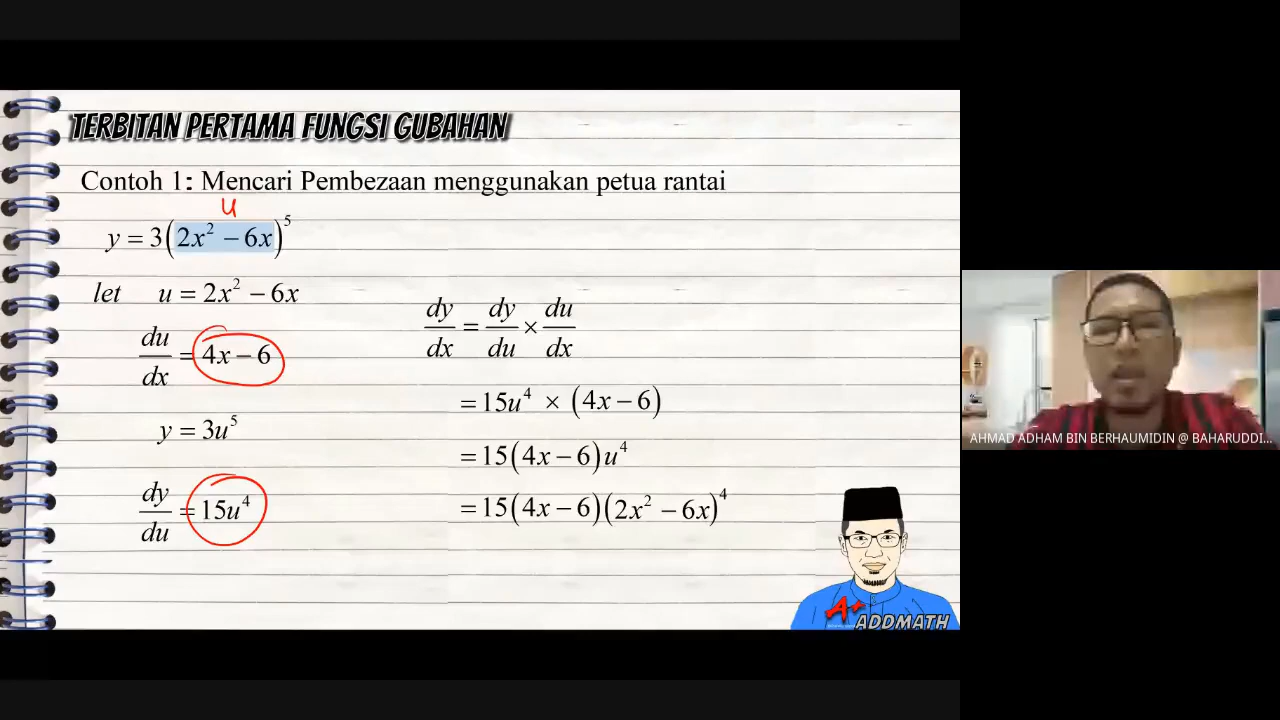 TERBITAN PERTAMA FUNGSI GUBAHAN
Contoh 1: Mencari Pembezaan menggunakan petua rantai
u
y = 3(2x² − 6x)⁵
let u = 2x² − 6x
du/dx = 4x − 6
y = 3u⁵
dy/du = 15u⁴
dy/dx = dy/du × du/dx
= 15u⁴ × (4x − 6)
= 15(4x − 6)u⁴
= 15(4x − 6)(2x² − 6x)⁴
A+
ADDMATH
AHMAD ADHAM BIN BERHAUMIDIN @ BAHARUDDI...